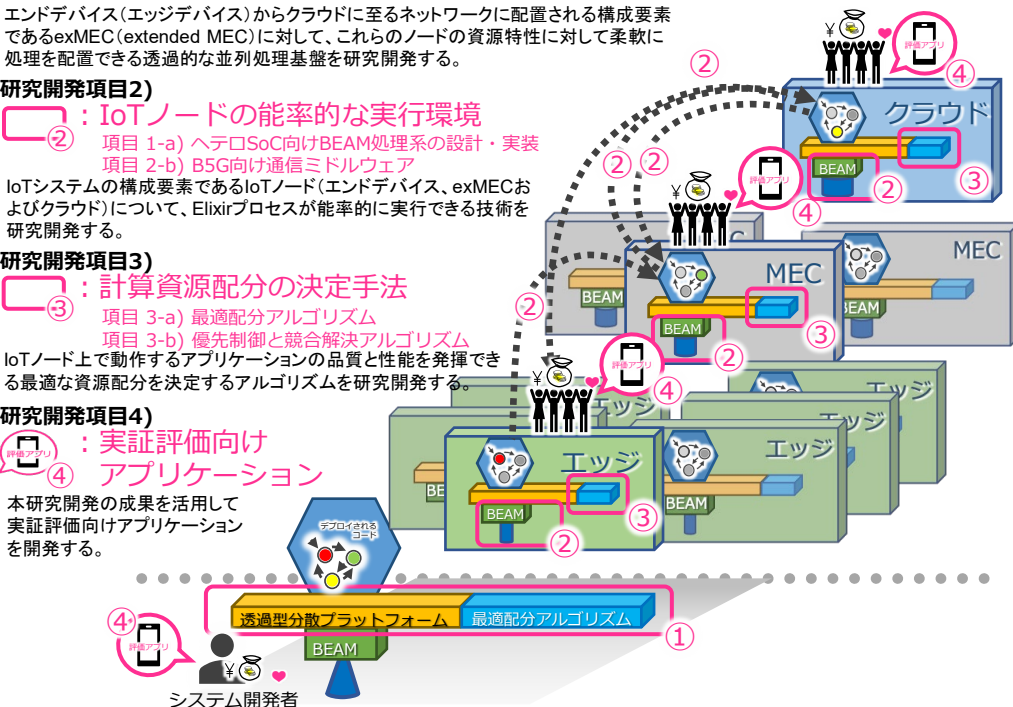 エンドデバイス（エッジデバイス）からクラウドに至るネットワークに配置される構成要素
であるexMEC（extended MEC）に対して、これらのノードの資源特性に対して柔軟に
処理を配置できる透過的な並列処理基盤を研究開発する。
研究開発項目2)
② ：IoTノードの能率的な実行環境
項目 1-a) ヘテロSoC向けBEAM処理系の設計・実装
項目 2-b) B5G向け通信ミドルウェア
IoTシステムの構成要素であるIoTノード（エンドデバイス、exMECお
よびクラウド）について、Elixirプロセスが能率的に実行できる技術を
研究開発する。
研究開発項目3)
③ ：計算資源配分の決定手法
項目 3-a) 最適配分アルゴリズム
項目 3-b) 優先制御と競合解決アルゴリズム
IoTノード上で動作するアプリケーションの品質と性能を発揮でき
る最適な資源配分を決定するアルゴリズムを研究開発する。
研究開発項目4)
評価アプリ
④ ：実証評価向け
アプリケーション
本研究開発の成果を活用して
実証評価向けアプリケーション
を開発する。
¥
評価アプリ
④
②
クラウド
BEAM
②
③
② ②
¥
評価アプリ
④
C
MEC
BEAM
②
③
BEAM
MEC
BEAM
②
¥
評価アプリ
④
エッジ
エッジ
エッジ
BEAM
②
③
BE
エッジ
エッジ
BEAM
デプロイされる
コード
透過型分散プラットフォーム
最適配分アルゴリズム
①
BEAM
④
評価アプリ
¥
システム開発者